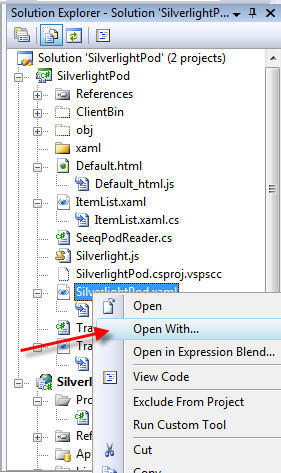 Solution Explorer - Solution 'SilverlightP...
Solution 'SilverlightPod' (2 projects)
SilverlightPod
References
ClientBin
obj
xaml
Default.html
Default_html.js
ItemList.xaml
ItemList.xaml.cs
SeeqPodReader.cs
Silverlight.js
SilverlightPod.csproj.vspscc
SilverlightPod.xaml
Open
Tra
Open With...
Tra
Open in Expression Blend...
View Code
Silverli
Pro
Exclude From Project
Run Custom Tool
Ref
Cut
App
Copy